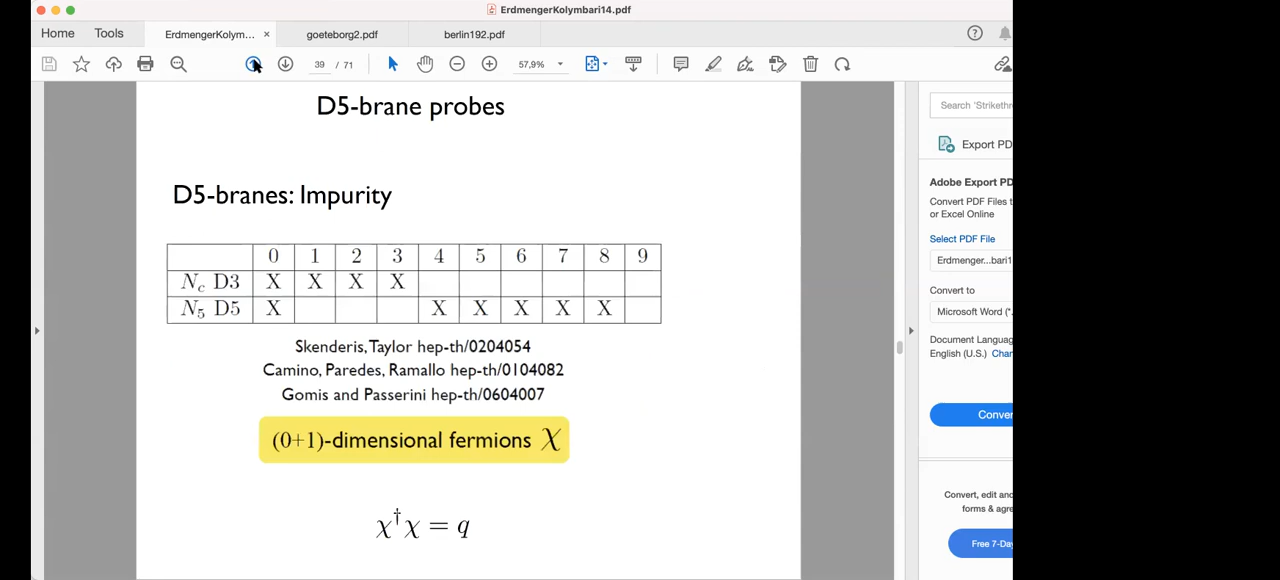 ErdmengerKolymbari14.pdf
Home Tools ErdmengerKolym... × goeteborg2.pdf berlin192.pdf
39 / 71 57,9%
D5-brane probes
D5-branes: Impurity
0 1 2 3 4 5 6 7 8 9
N_c D3 X X X X
N_5 D5 X X X X X X
Skenderis, Taylor hep-th/0204054
Camino, Paredes, Ramallo hep-th/0104082
Gomis and Passerini hep-th/0604007
(0+1)-dimensional fermions χ
χ†χ = q
Search 'Strikethr
Export PD
Adobe Export PD
Convert PDF Files t
or Excel Online
Select PDF File
Erdmenger...bari1
Convert to
Microsoft Word (*.
Document Languag
English (U.S.) Chan
Conver
Convert, edit and
forms & agre
Free 7-Da